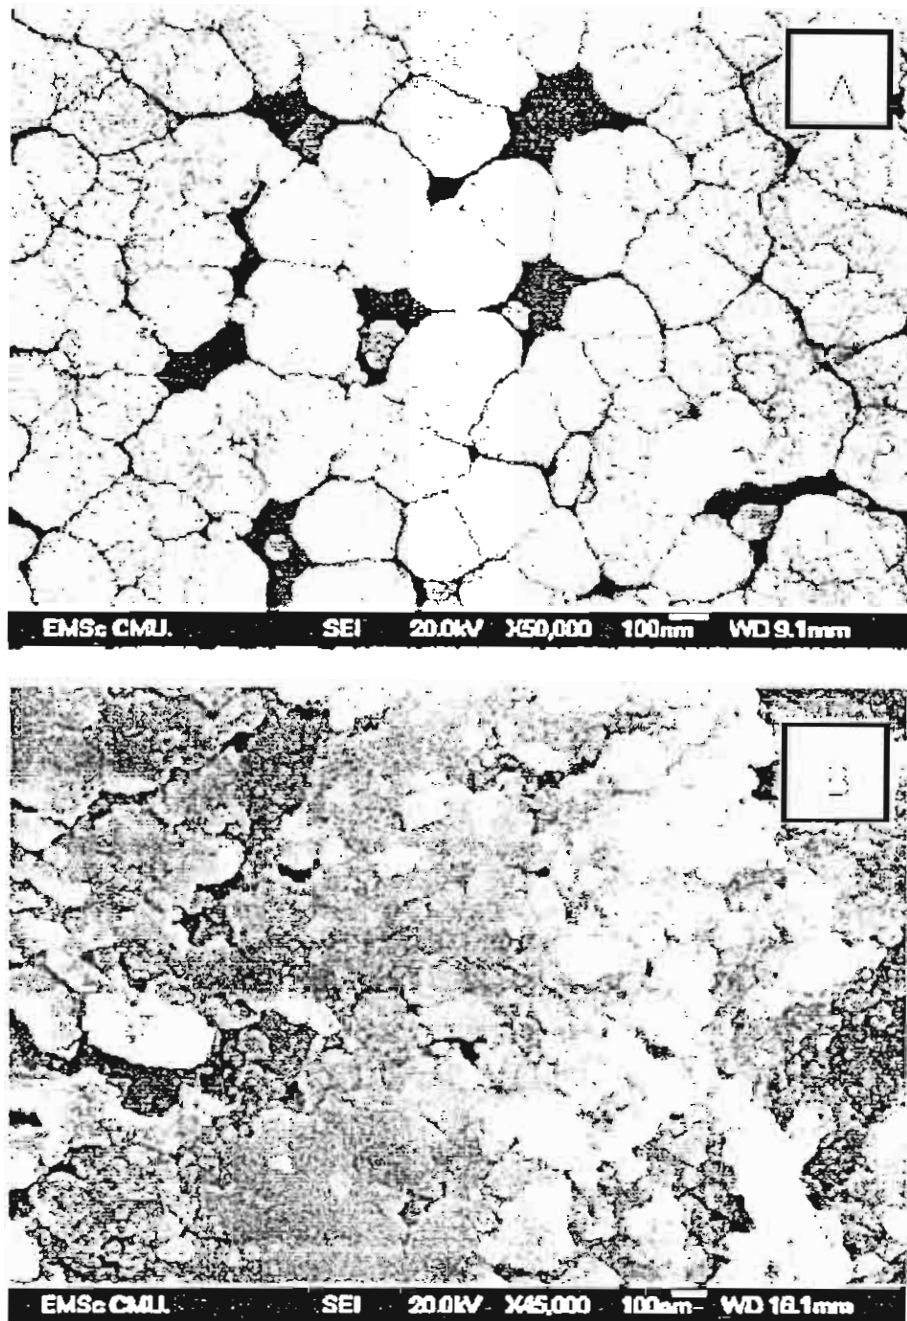 A
EMSc CMU. SEI 20.0kV X50,000 100nm WD 9.1mm
B
EMSc CMU. SEI 20.0kV X45,000 100nm WD 16.1mm